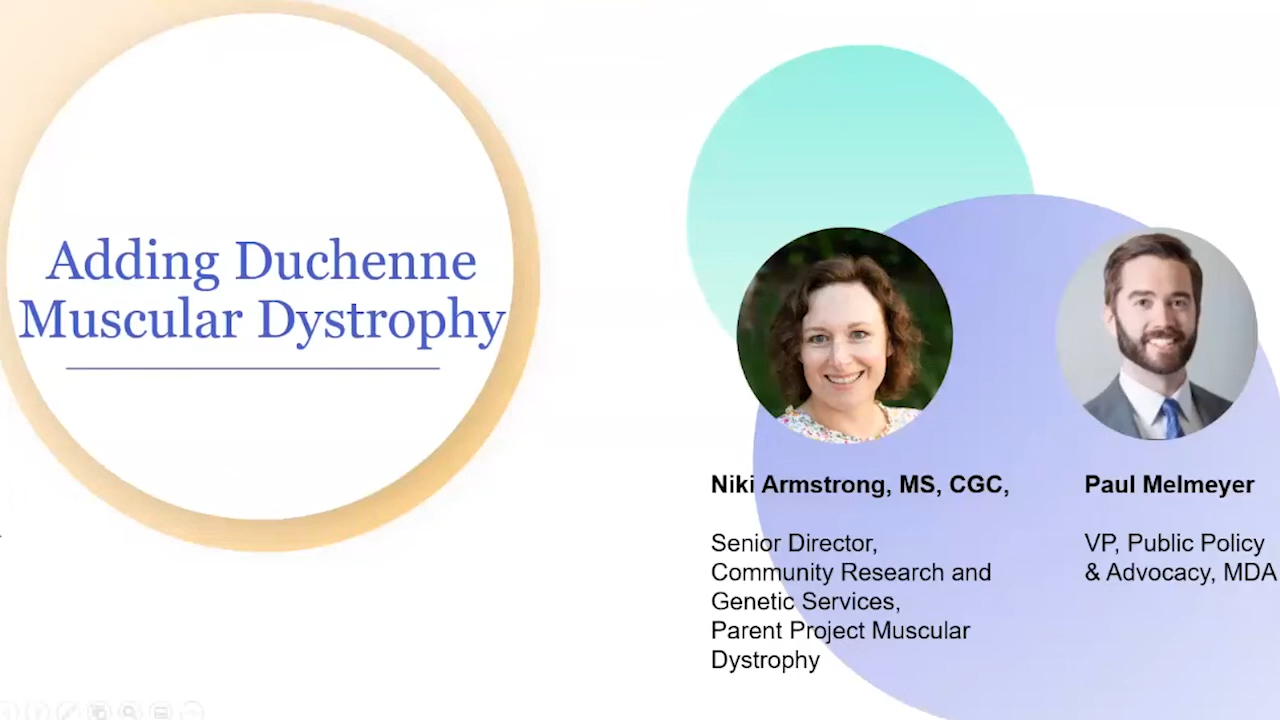 Adding Duchenne
Muscular Dystrophy
Niki Armstrong, MS, CGC,
Senior Director,
Community Research and
Genetic Services,
Parent Project Muscular
Dystrophy
Paul Melmeyer
VP, Public Policy
& Advocacy, MDA